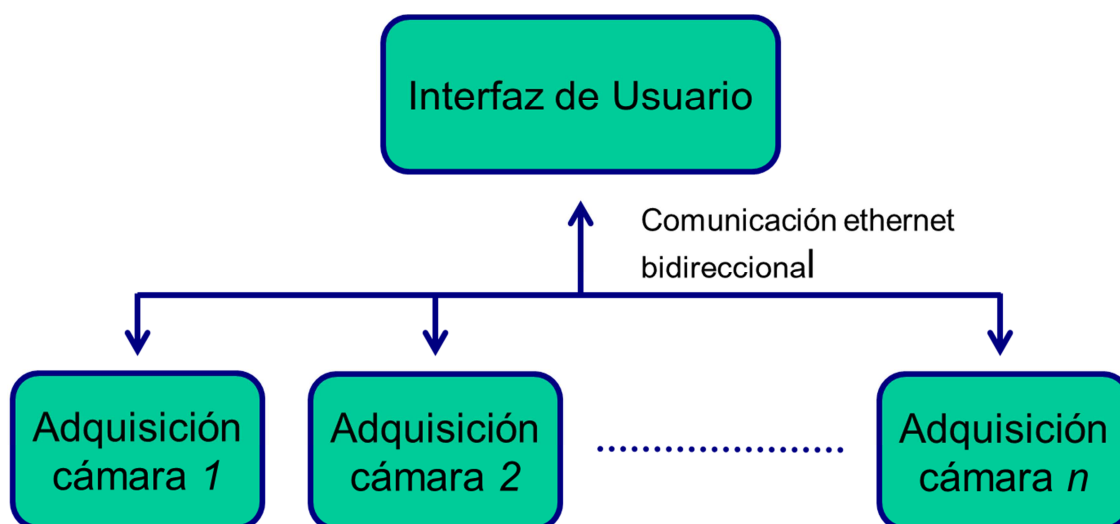 Interfaz de Usuario
Comunicación ethernet
bidireccional
Adquisición
cámara 1
Adquisición
cámara 2
Adquisición
cámara n